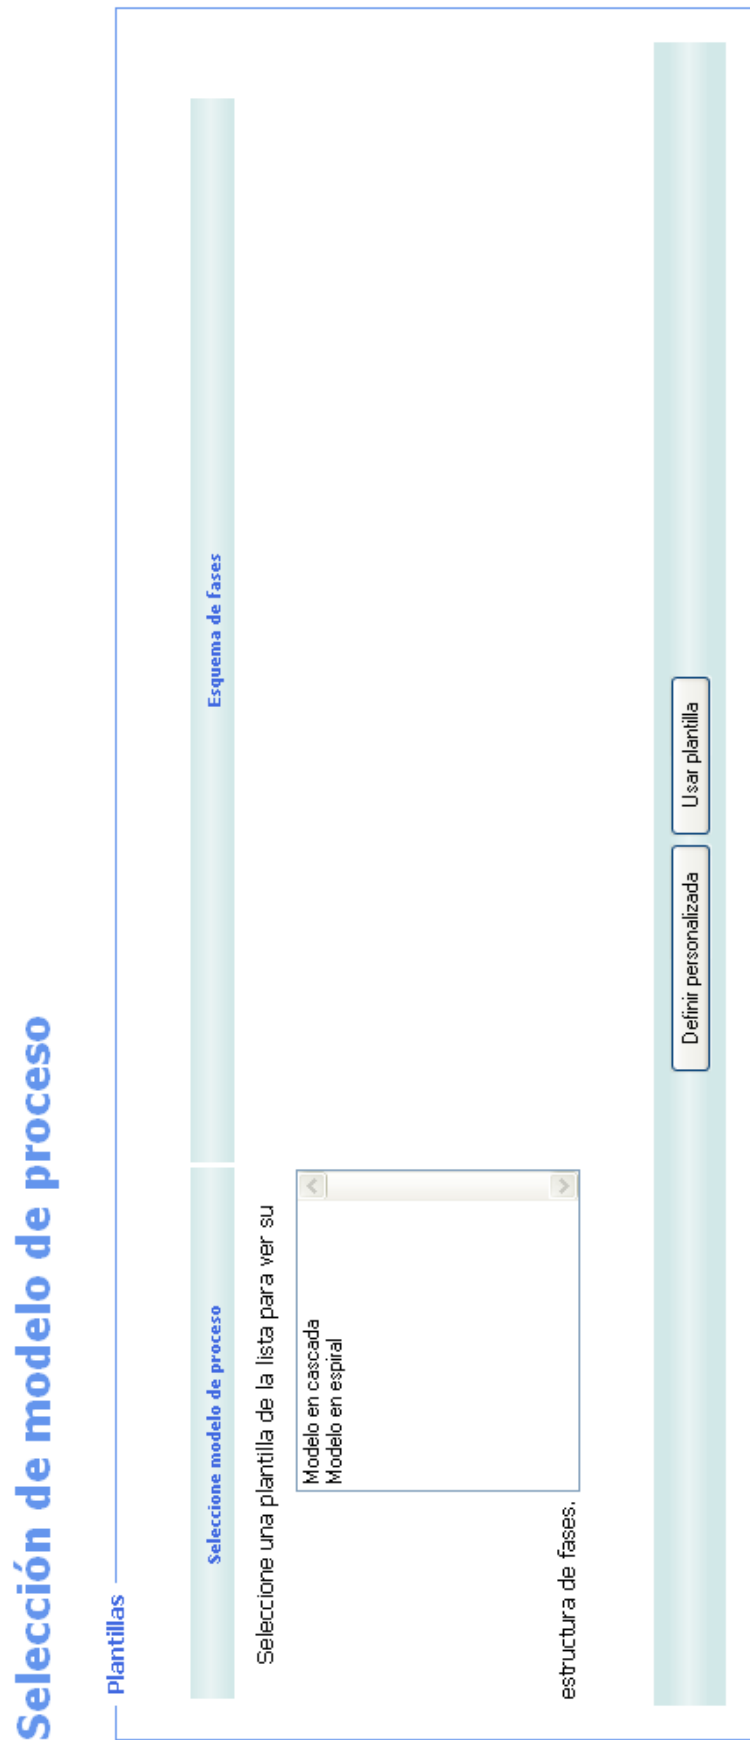 Selección de modelo de proceso
Plantillas
Seleccione modelo de proceso
Esquema de fases
Seleccione una plantilla de la lista para ver su
Modelo en cascada
Modelo en espiral
estructura de fases.
Definir personalizada
Usar plantilla